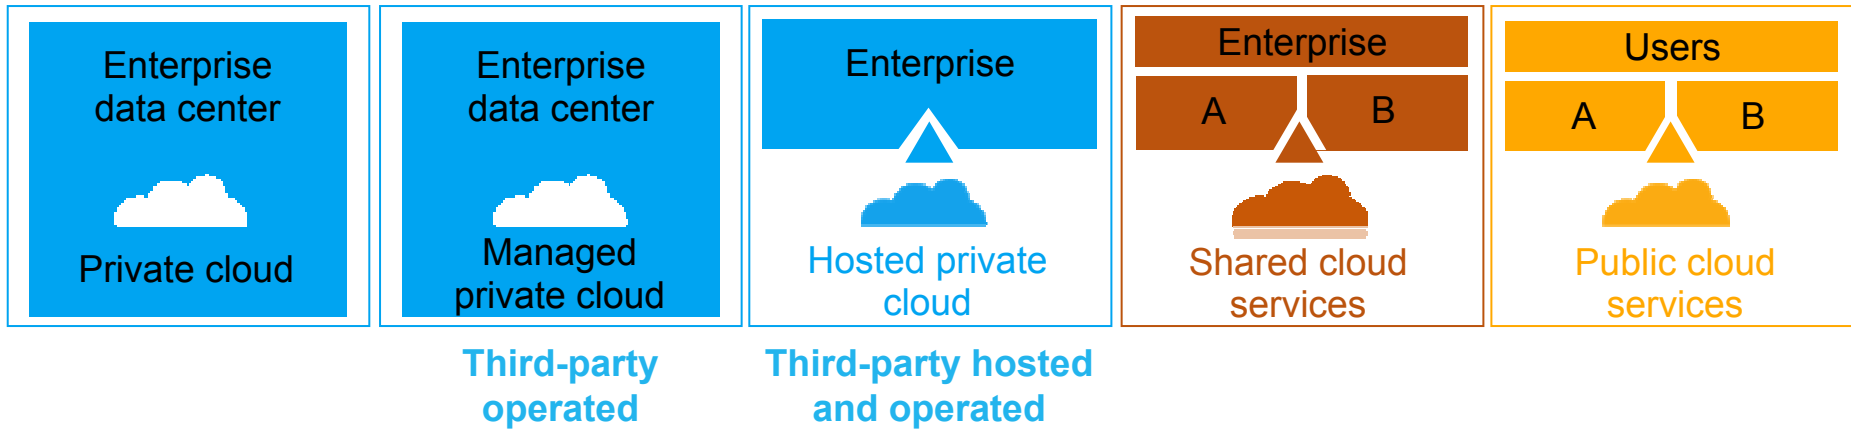 Enterprise
data center
Private cloud
Enterprise
data center
Managed
private cloud
Third-party
operated
Enterprise
Hosted private
cloud
Third-party hosted
and operated
Enterprise
A
B
Shared cloud
services
Users
A
B
Public cloud
services